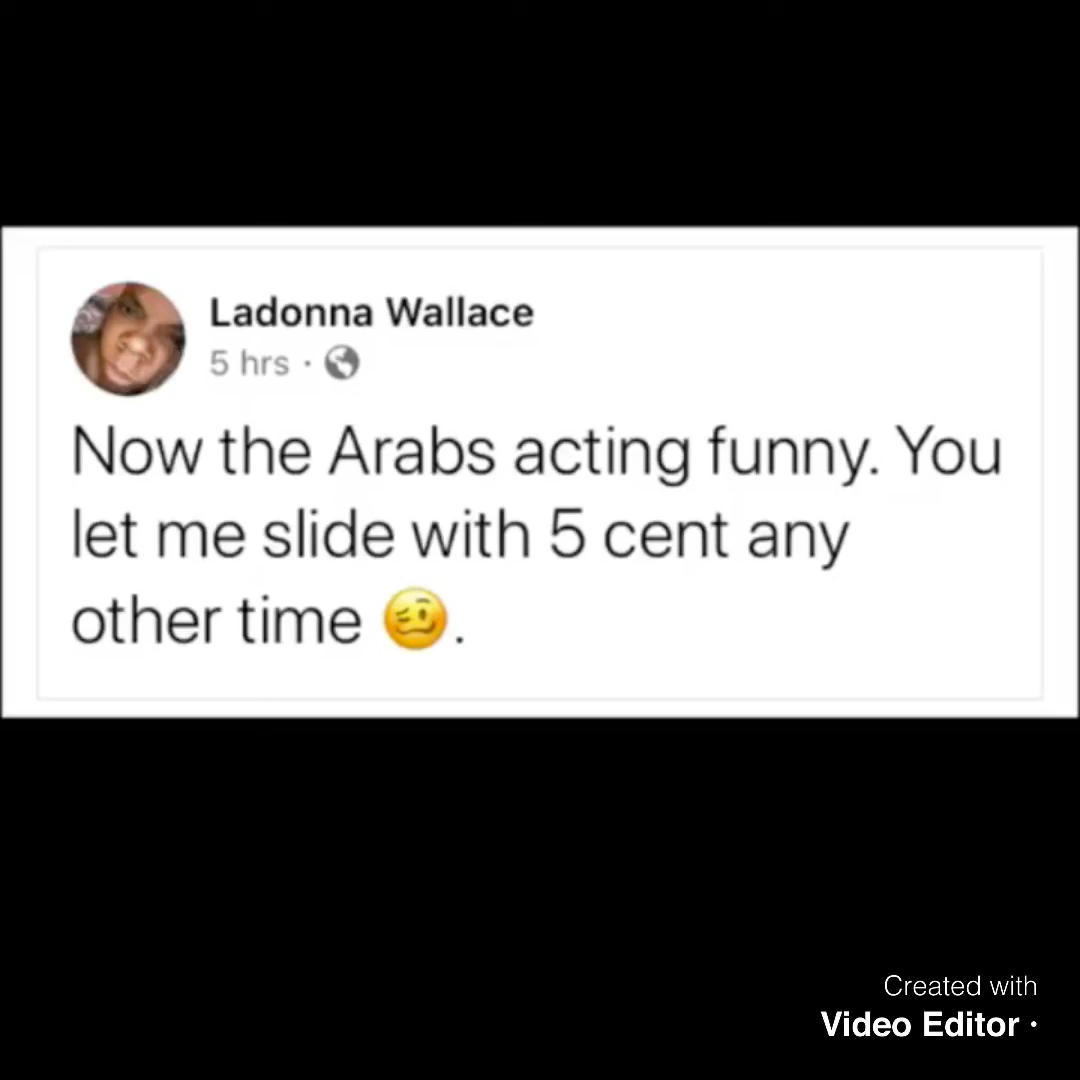 Ladonna Wallace
5 hrs ·
Now the Arabs acting funny. You
let me slide with 5 cent any
other time 🥴.
Created with
Video Editor ·